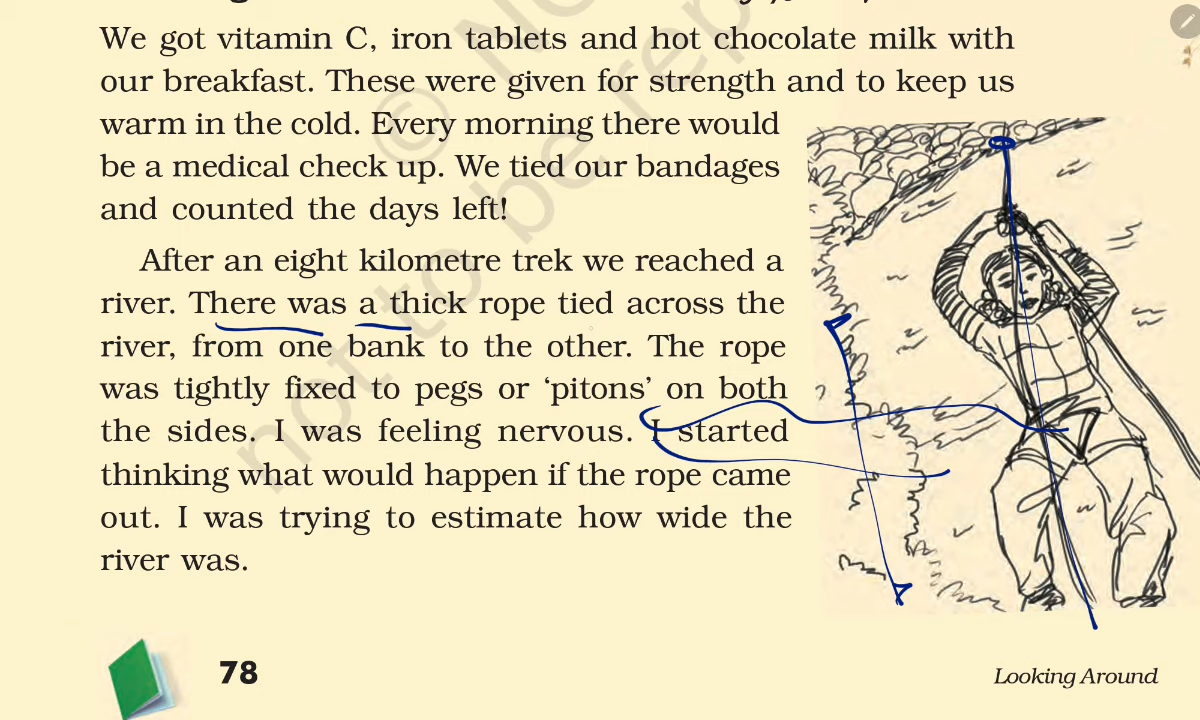 We got vitamin C, iron tablets and hot chocolate milk with
our breakfast. These were given for strength and to keep us
warm in the cold. Every morning there would
be a medical check up. We tied our bandages
and counted the days left!
After an eight kilometre trek we reached a
river. There was a thick rope tied across the
river, from one bank to the other. The rope
was tightly fixed to pegs or ‘pitons’ on both
the sides. I was feeling nervous. I started
thinking what would happen if the rope came
out. I was trying to estimate how wide the
river was.
© not to be rep
78
Looking Around